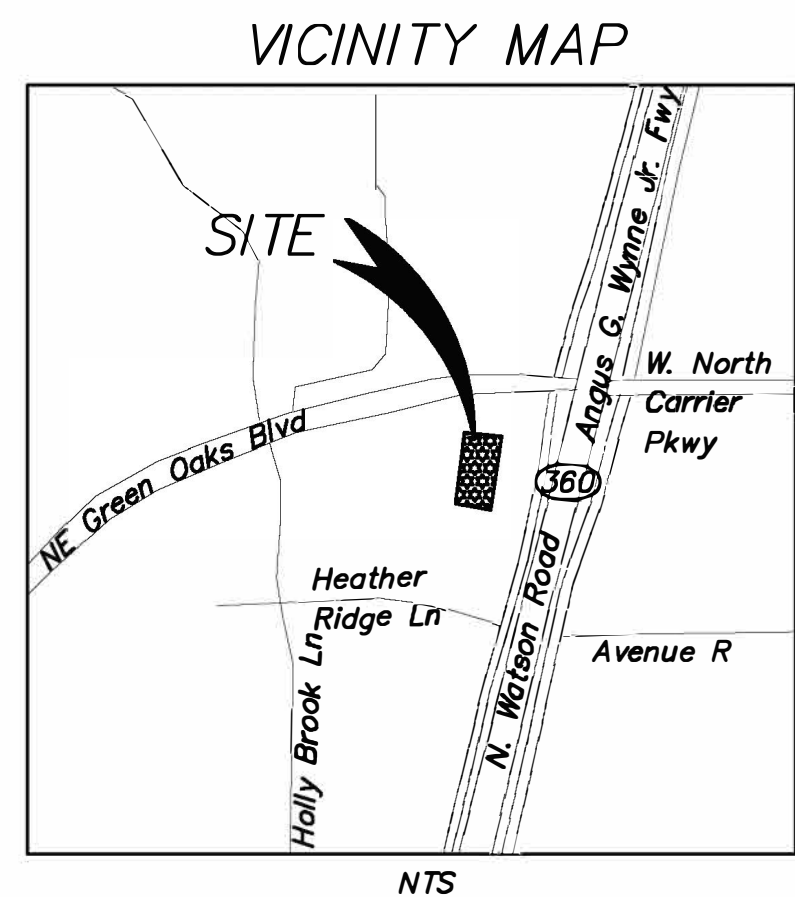 VICINITY MAP
SITE
Angus G. Wynne Jr. Fwy
W. North
Carrier
Pkwy
NE Green Oaks Blvd
360
Heather
Ridge Ln
N. Watson Road
Avenue R
Holly Brook Ln
NTS